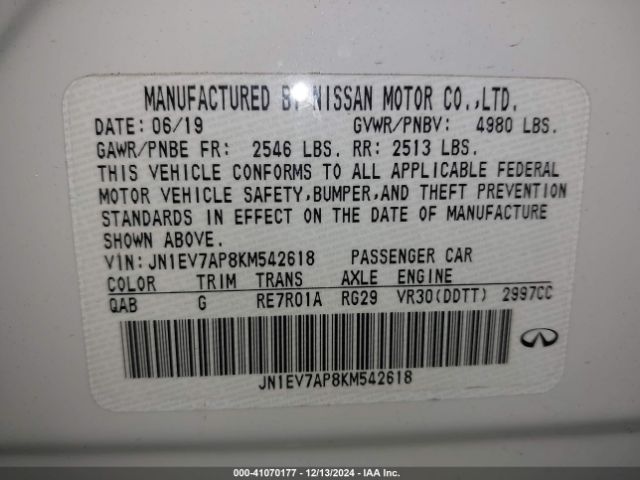 MANUFACTURED BY NISSAN MOTOR CO.,LTD.
DATE: 06/19 GVWR/PNBV: 4980 LBS.
GAWR/PNBE FR: 2546 LBS. RR: 2513 LBS.
THIS VEHICLE CONFORMS TO ALL APPLICABLE FEDERAL
MOTOR VEHICLE SAFETY,BUMPER,AND THEFT PREVENTION
STANDARDS IN EFFECT ON THE DATE OF MANUFACTURE
SHOWN ABOVE.
VIN: JN1EV7AP8KM542618 PASSENGER CAR
COLOR TRIM TRANS AXLE ENGINE
QAB G RE7R01A RG29 VR30(DDTT) 2997CC
JN1EV7AP8KM542618
000-41070177 - 12/13/2024 - IAA